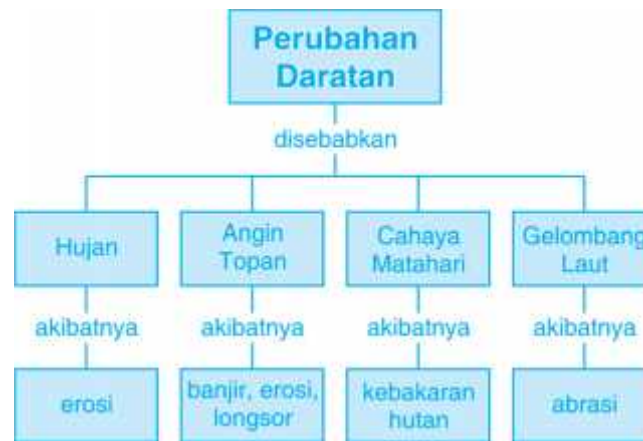 Perubahan
Daratan
disebabkan
Hujan
Angin
Topan
Cahaya
Matahari
Gelombang
Laut
akibatnya
akibatnya
akibatnya
akibatnya
erosi
banjir, erosi,
longsor
kebakaran
hutan
abrasi